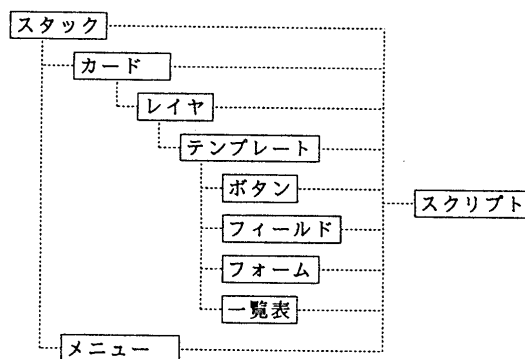 スタック
カード
レイヤ
テンプレート
ボタン
スクリプト
フィールド
フォーム
一覧表
メニュー